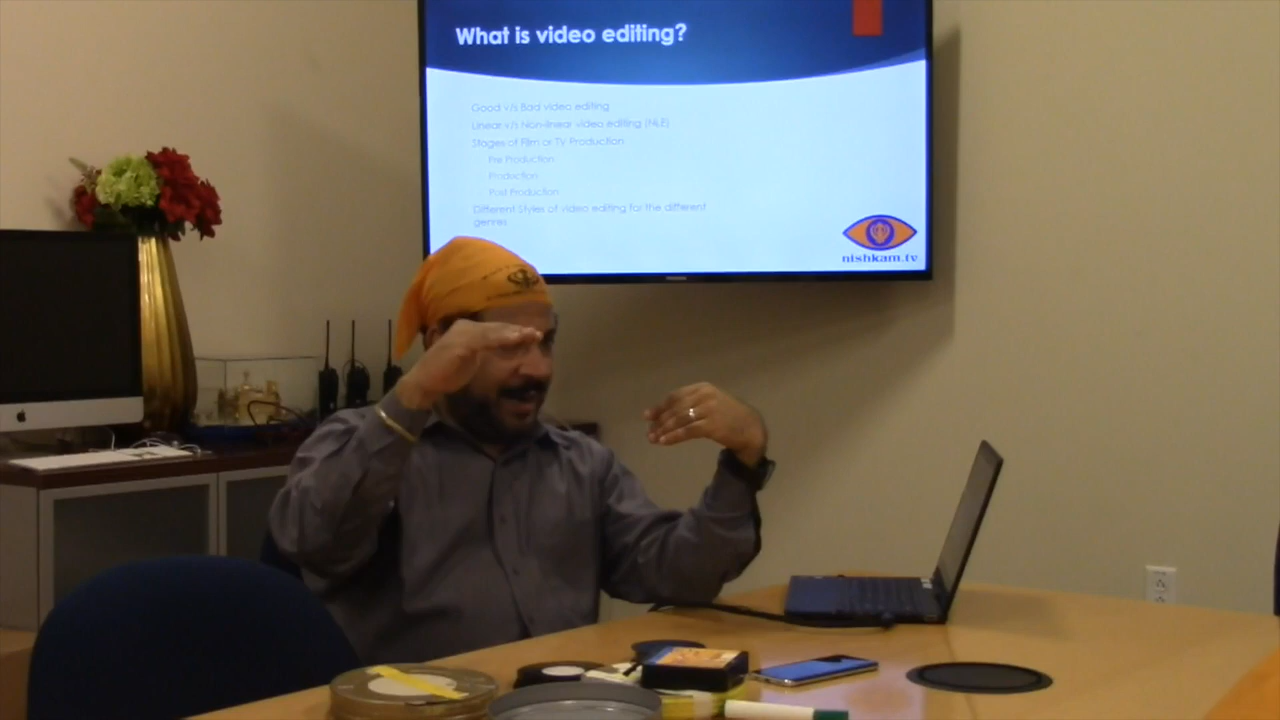 What is video editing?
Good v/s Bad video editing
Linear v/s Non-linear video editing (NLE)
Stages of Film or TV Production
Pre Production
Production
Post Production
Different Styles of video editing for the different
genres
nishkam.tv